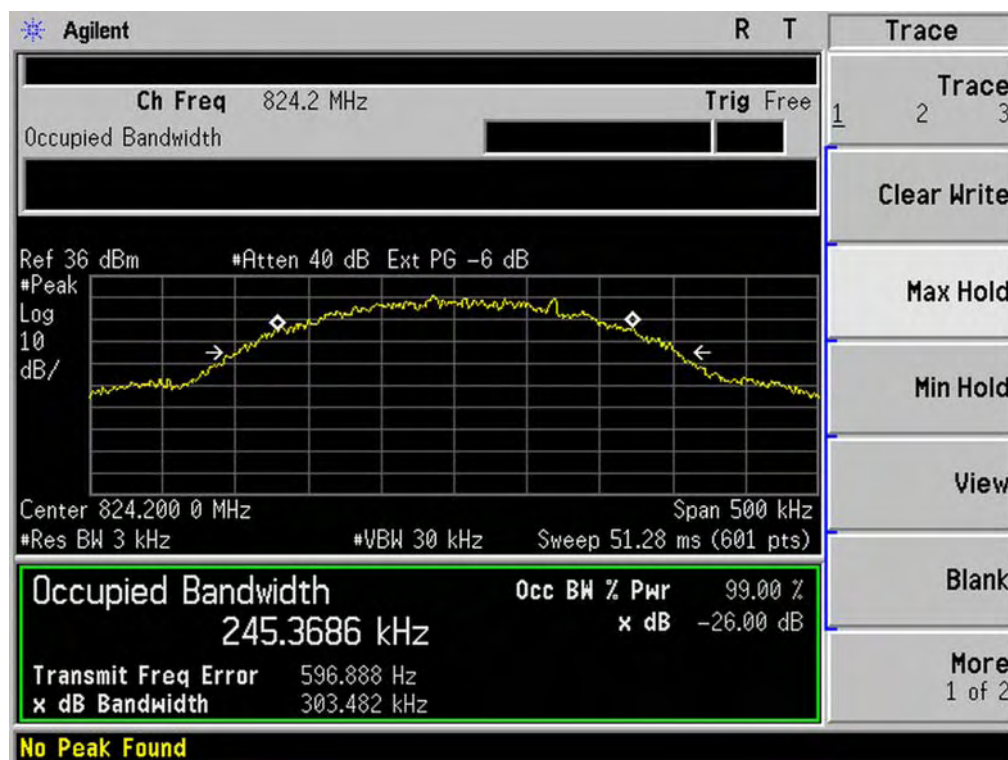 Agilent
R T
Trace
Ch Freq 824.2 MHz
Trig Free
Occupied Bandwidth
Trace
1 2 3
Clear Write
Max Hold
Min Hold
View
Blank
More
1 of 2
Ref 36 dBm #Atten 40 dB Ext PG -6 dB
#Peak
Log
10
dB/
Center 824.200 0 MHz Span 500 kHz
#Res BW 3 kHz #VBW 30 kHz Sweep 51.28 ms (601 pts)
Occupied Bandwidth
245.3686 kHz
Occ BW % Pwr 99.00 %
x dB -26.00 dB
Transmit Freq Error 596.888 Hz
x dB Bandwidth 303.482 kHz
No Peak Found